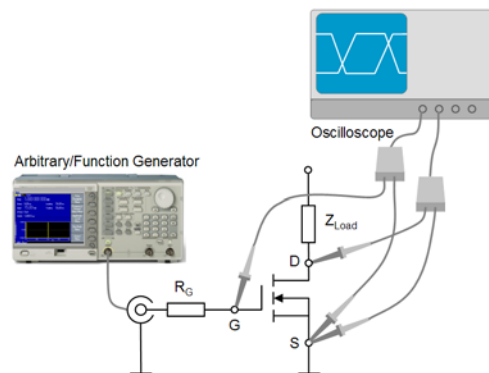 Oscilloscope
Arbitrary/Function Generator
Z_Load
D
R_G
G
S